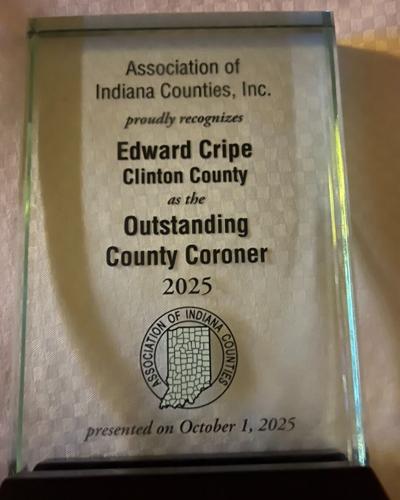 Association of
Indiana Counties, Inc.
proudly recognizes
Edward Cripe
Clinton County
as the
Outstanding
County Coroner
2025
ASSOCIATION OF INDIANA COUNTIES
presented on October 1, 2025